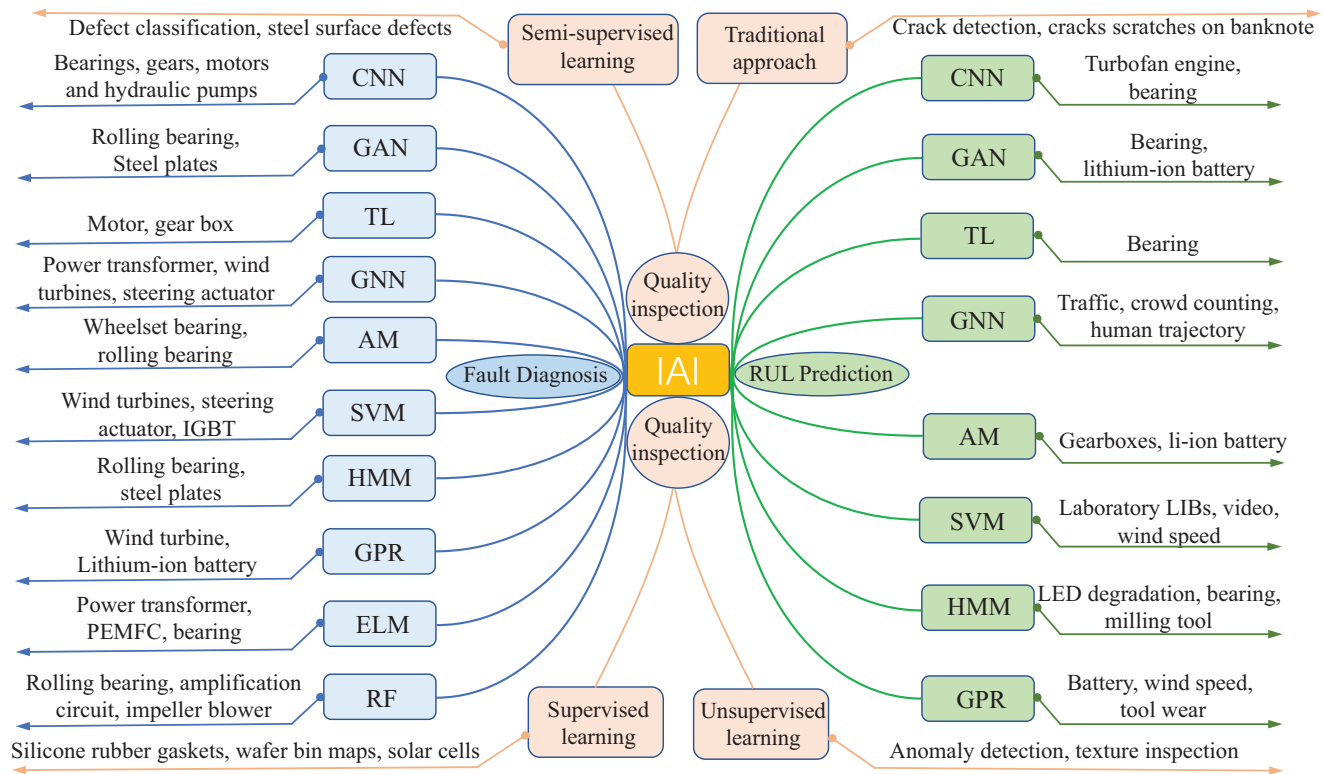 Defect classification, steel surface defects
Semi-supervised
learning
Traditional
approach
Crack detection, cracks scratches on banknote
Bearings, gears, motors
and hydraulic pumps
CNN
Rolling bearing,
Steel plates
GAN
Motor, gear box
TL
Power transformer, wind
turbines, steering actuator
GNN
Wheelset bearing,
rolling bearing
AM
Wind turbines, steering
actuator, IGBT
SVM
Rolling bearing,
steel plates
HMM
Wind turbine,
Lithium-ion battery
GPR
Power transformer,
PEMFC, bearing
ELM
Rolling bearing, amplification
circuit, impeller blower
RF
Fault Diagnosis
Quality
inspection
IAI
Quality
inspection
RUL Prediction
CNN
Turbofan engine,
bearing
GAN
Bearing,
lithium-ion battery
TL
Bearing
GNN
Traffic, crowd counting,
human trajectory
AM
Gearboxes, li-ion battery
SVM
Laboratory LIBs, video,
wind speed
HMM
LED degradation, bearing,
milling tool
GPR
Battery, wind speed,
tool wear
Silicone rubber gaskets, wafer bin maps, solar cells
Supervised
learning
Unsupervised
learning
Anomaly detection, texture inspection